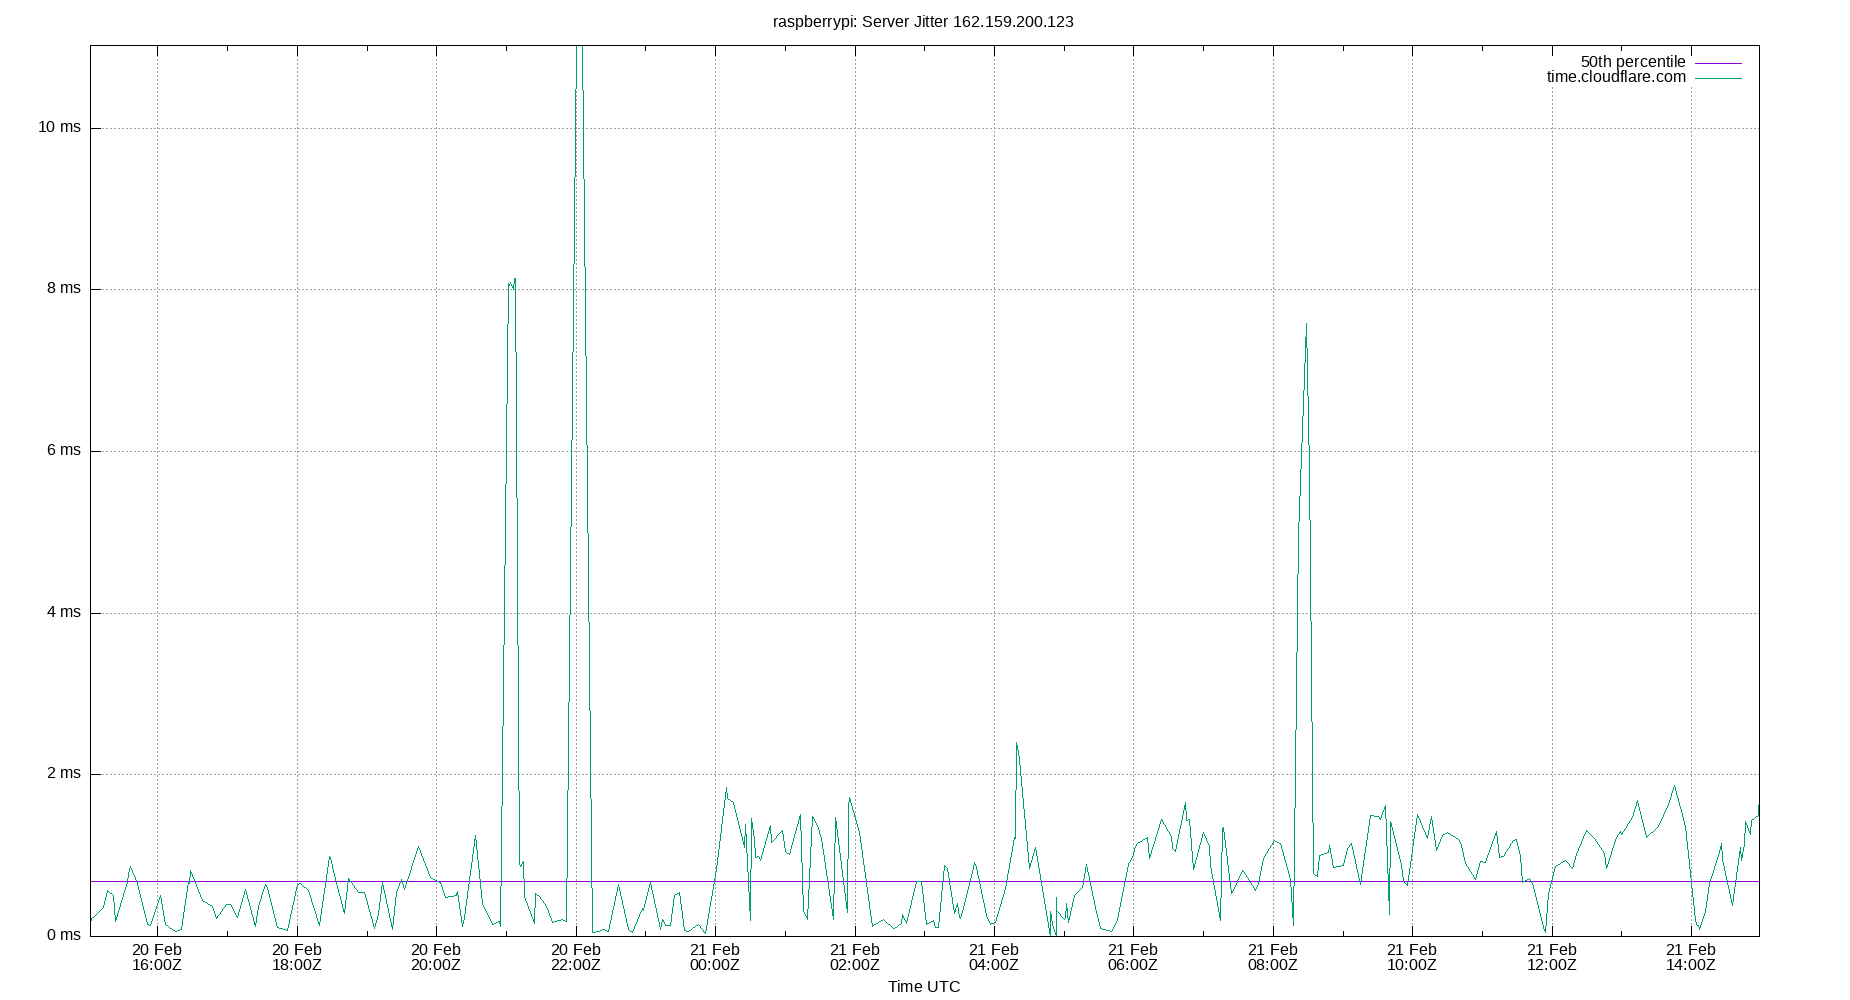 raspberrypi: Server Jitter 162.159.200.123
50th percentile
time.cloudflare.com
10 ms
8 ms
6 ms
4 ms
2 ms
0 ms
20 Feb 20 Feb 20 Feb 20 Feb 21 Feb 21 Feb 21 Feb 21 Feb 21 Feb 21 Feb 21 Feb 21 Feb
16:00Z 18:00Z 20:00Z 22:00Z 00:00Z 02:00Z 04:00Z 06:00Z 08:00Z 10:00Z 12:00Z 14:00Z
Time UTC